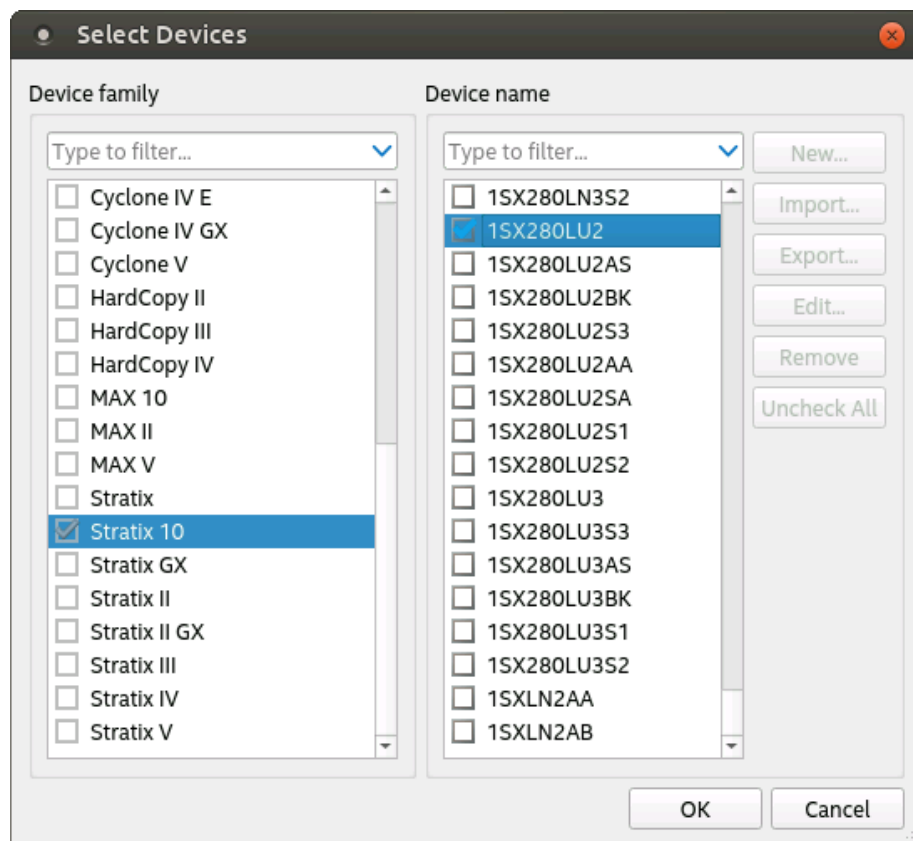 Select Devices
Device family
Type to filter...
Cyclone IV E
Cyclone IV GX
Cyclone V
HardCopy II
HardCopy III
HardCopy IV
MAX 10
MAX II
MAX V
Stratix
Stratix 10
Stratix GX
Stratix II
Stratix II GX
Stratix III
Stratix IV
Stratix V
Device name
Type to filter...
1SX280LN3S2
1SX280LU2
1SX280LU2AS
1SX280LU2BK
1SX280LU2S3
1SX280LU2AA
1SX280LU2SA
1SX280LU2S1
1SX280LU2S2
1SX280LU3
1SX280LU3S3
1SX280LU3AS
1SX280LU3BK
1SX280LU3S1
1SX280LU3S2
1SXLN2AA
1SXLN2AB
New...
Import...
Export...
Edit...
Remove
Uncheck All
OK
Cancel